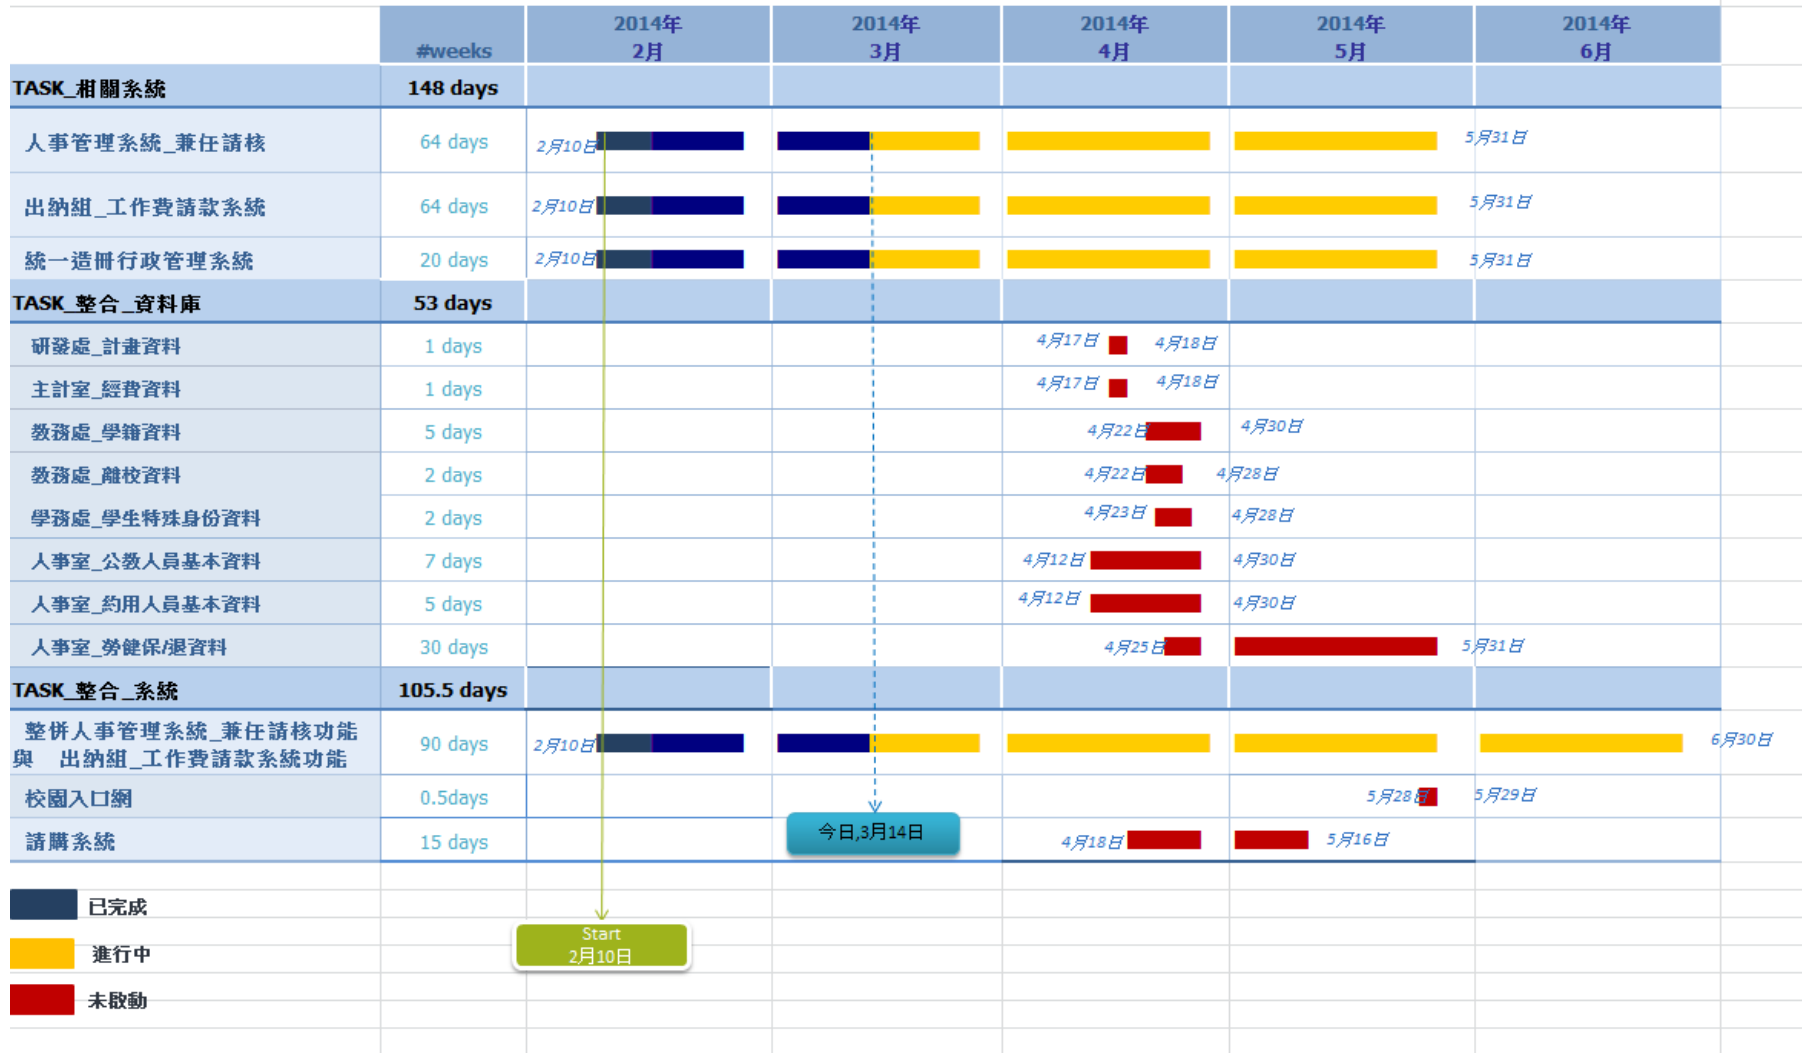 2014年 2014年 2014年 2014年 2014年
#weeks 2月 3月 4月 5月 6月
TASK_相關系統 148 days
人事管理系統_兼任請核 64 days 2月10日 5月31日
出納組_工作費請款系統 64 days 2月10日 5月31日
統一造冊行政管理系統 20 days 2月10日 5月31日
TASK_整合_資料庫 53 days
研發處_計畫資料 1 days 4月17日 4月18日
主計室_經費資料 1 days 4月17日 4月18日
教務處_學籍資料 5 days 4月22日 4月30日
教務處_離校資料 2 days 4月22日 4月28日
學務處_學生特殊身份資料 2 days 4月23日 4月28日
人事室_公教人員基本資料 7 days 4月12日 4月30日
人事室_約用人員基本資料 5 days 4月12日 4月30日
人事室_勞健保/退資料 30 days 4月25日 5月31日
TASK_整合_系統 105.5 days
整併人事管理系統_兼任請核功能
與 出納組_工作費請款系統功能 90 days 2月10日 6月30日
校園入口網 0.5days 5月28日 5月29日
今日,3月14日
請購系統 15 days 4月18日 5月16日
已完成
Start
2月10日
進行中
未啟動